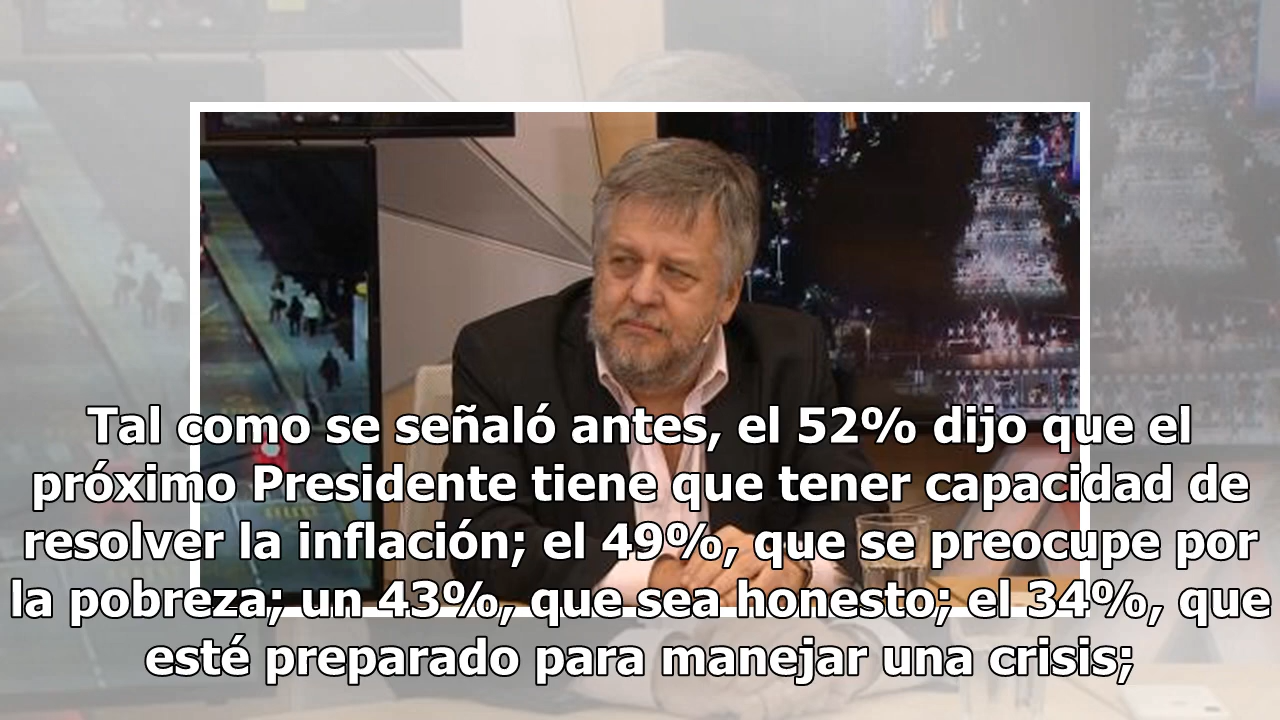 Tal como se señaló antes, el 52% dijo que el
próximo Presidente tiene que tener capacidad de
resolver la inflación; el 49%, que se preocupe por
la pobreza; un 43%, que sea honesto; el 34%, que
esté preparado para manejar una crisis;